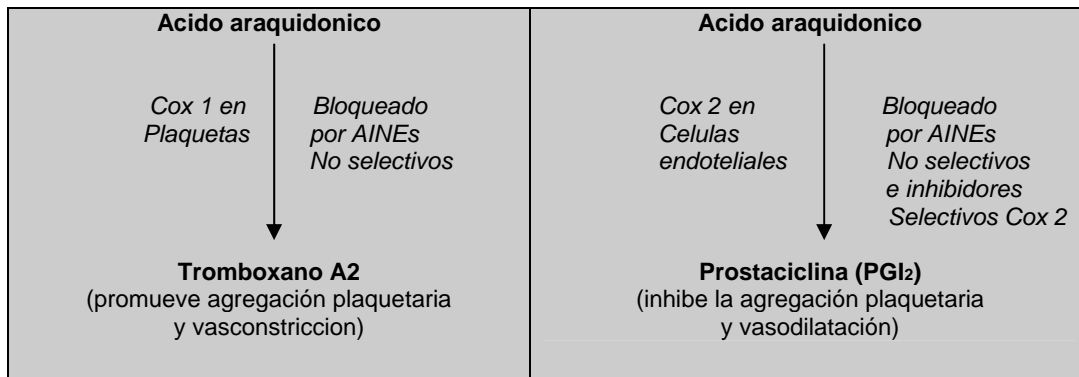 Acido araquidonico
Cox 1 en
Plaquetas
Bloqueado
por AINEs
No selectivos
Tromboxano A2
(promueve agregación plaquetaria
y vasconstriccion)
Acido araquidonico
Cox 2 en
Celulas
endoteliales
Bloqueado
por AINEs
No selectivos
e inhibidores
Selectivos Cox 2
Prostaciclina (PGI₂)
(inhibe la agregación plaquetaria
y vasodilatación)